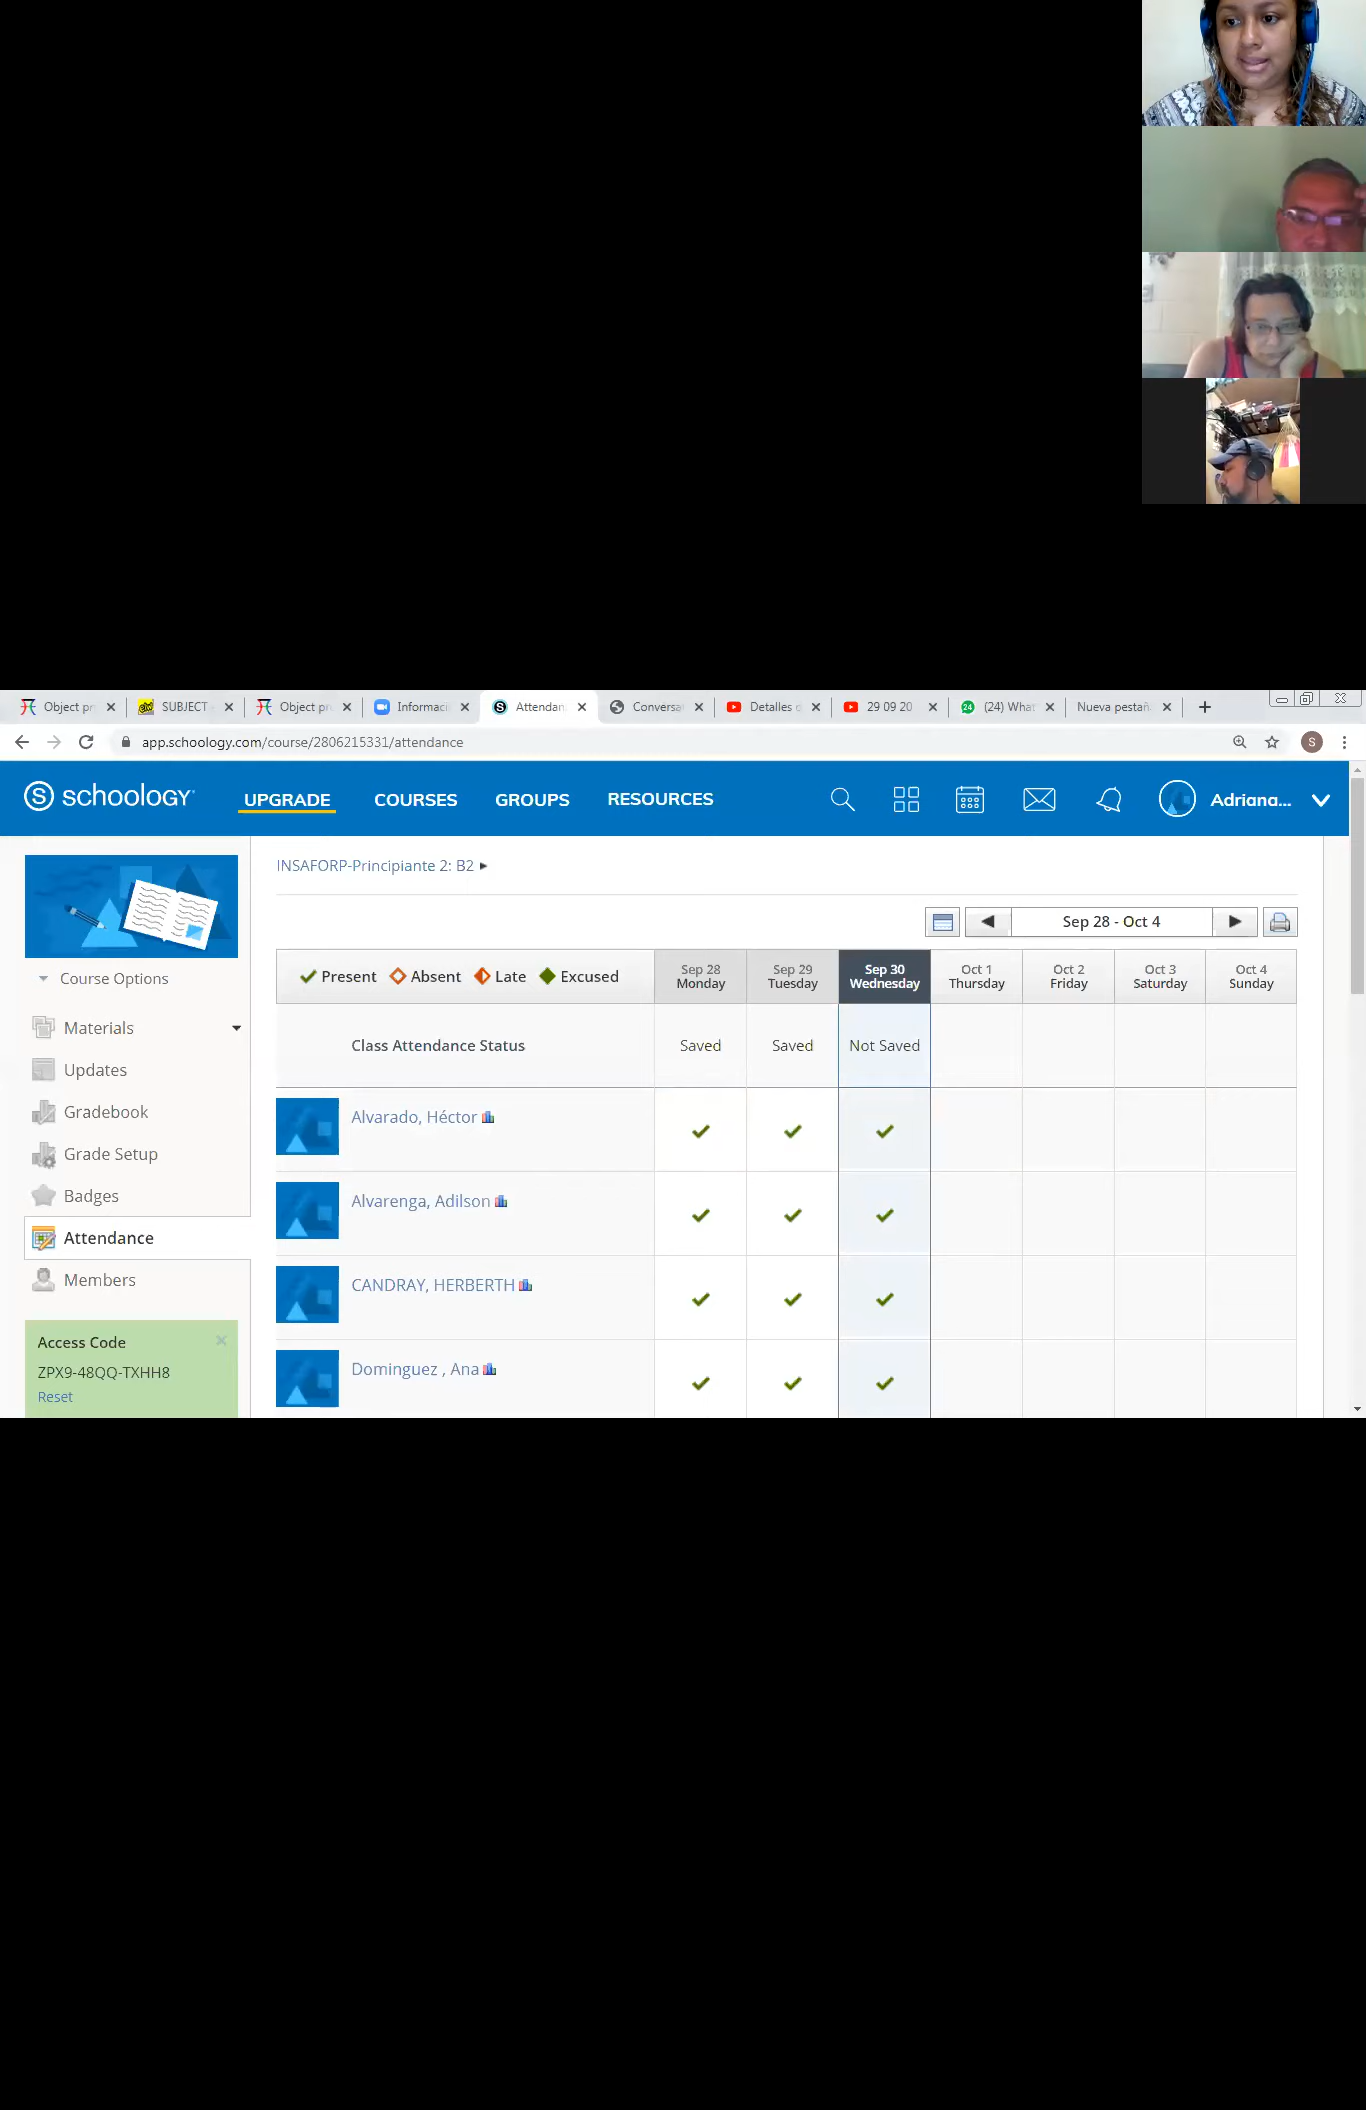 Object pr
SUBJECT
Object pr
Informaci
Attendan
Conversa
Detalles
29 09 20
(24) What
Nueva pestañ
app.schoology.com/course/2806215331/attendance
S
schoology
UPGRADE
COURSES
GROUPS
RESOURCES
Adriana...
INSAFORP-Principiante 2: B2
Sep 28 - Oct 4
Course Options
Materials
Updates
Gradebook
Grade Setup
Badges
Attendance
Members
Access Code
ZPX9-48QQ-TXHH8
Reset
Present Absent Late Excused
Sep 28 Sep 29 Sep 30 Oct 1 Oct 2 Oct 3 Oct 4
Monday Tuesday Wednesday Thursday Friday Saturday Sunday
Class Attendance Status Saved Saved Not Saved
Alvarado, Héctor
Alvarenga, Adilson
CANDRAY, HERBERTH
Dominguez , Ana